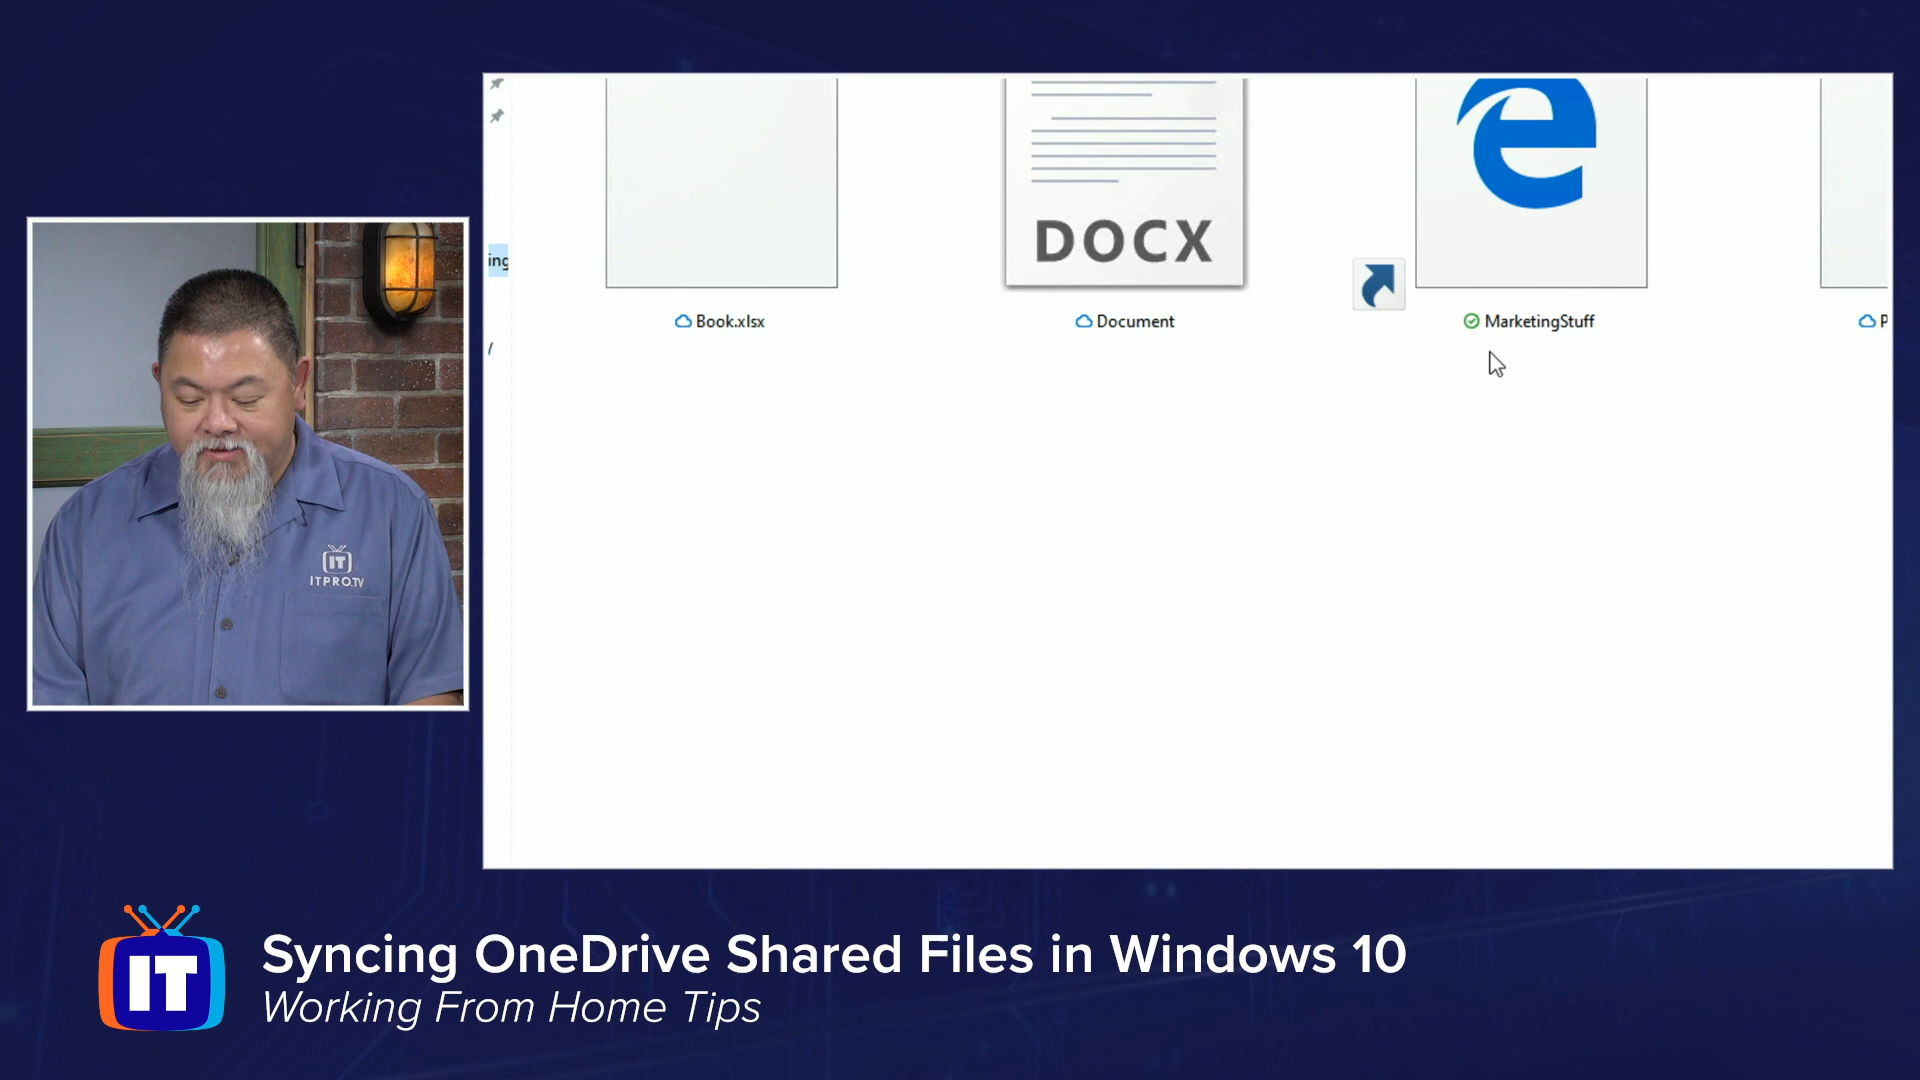 DOCX
ing
Book.xlsx
Document
MarketingStuff
P
/
IT
ITPRO.TV
IT
Syncing OneDrive Shared Files in Windows 10
Working From Home Tips